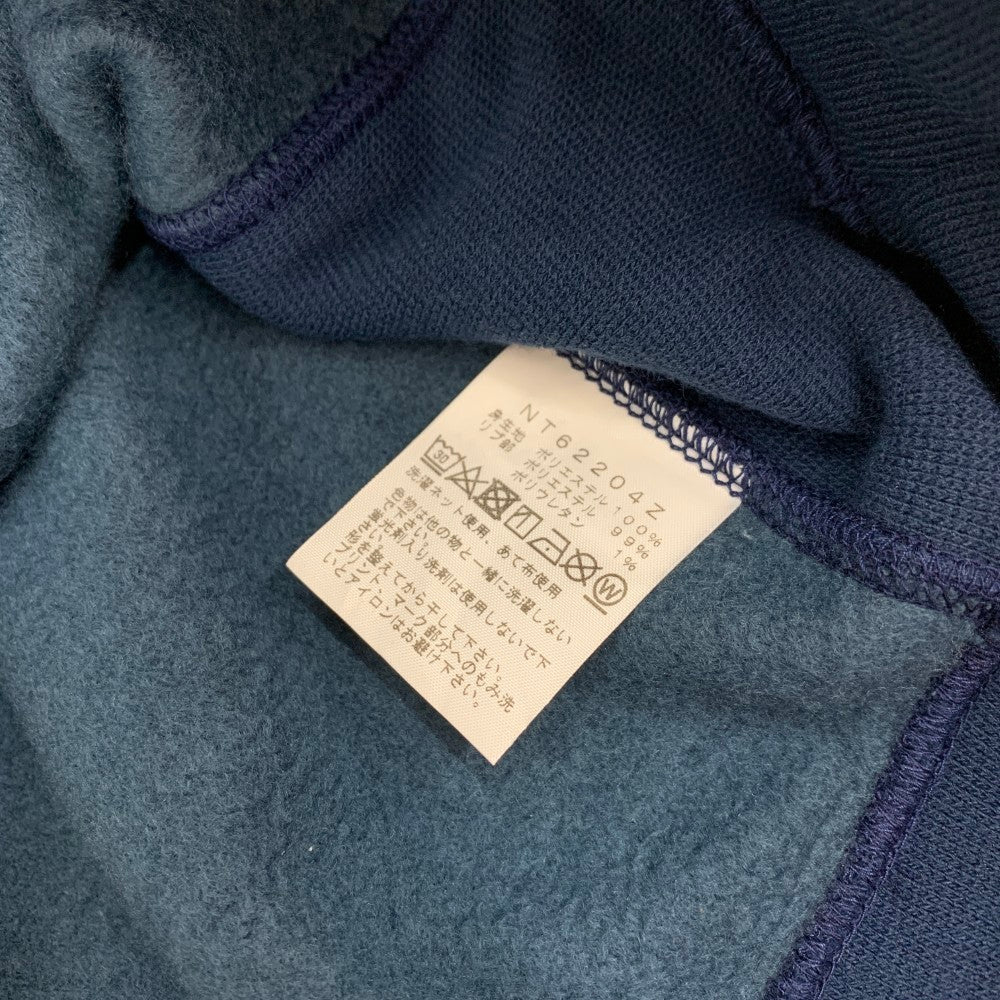 NT62204Z
身生地 ポリエステル100%
リブ部 ポリエステル 99%
ポリウレタン 1%
30 W
洗濯ネット使用、あて布使用
色物は他の物と一緒に洗濯しない
で下さい。
蛍光剤入り洗剤は使用しないで下
形を整えてから干して下さい。
プリント、マーク部分へのもみ洗
いとアイロンはお避け下さい。